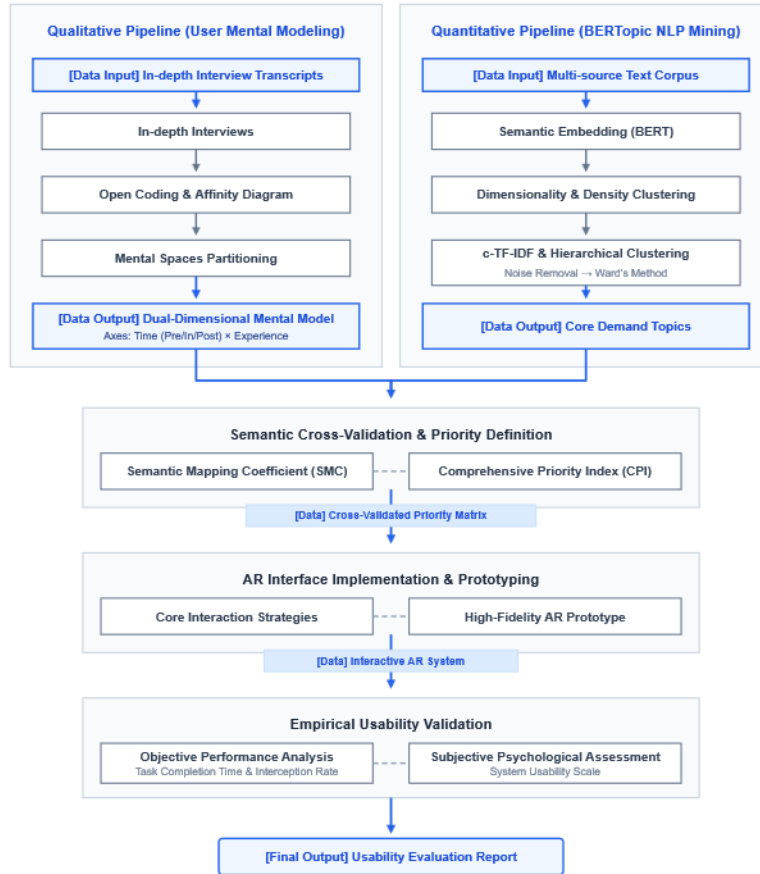 Qualitative Pipeline (User Mental Modeling)
[Data Input] In-depth Interview Transcripts
In-depth Interviews
Open Coding & Affinity Diagram
Mental Spaces Partitioning
[Data Output] Dual-Dimensional Mental Model
Axes: Time (Pre/In/Post) × Experience
Quantitative Pipeline (BERTopic NLP Mining)
[Data Input] Multi-source Text Corpus
Semantic Embedding (BERT)
Dimensionality & Density Clustering
c-TF-IDF & Hierarchical Clustering
Noise Removal → Ward's Method
[Data Output] Core Demand Topics
Semantic Cross-Validation & Priority Definition
Semantic Mapping Coefficient (SMC)
Comprehensive Priority Index (CPI)
[Data] Cross-Validated Priority Matrix
AR Interface Implementation & Prototyping
Core Interaction Strategies
High-Fidelity AR Prototype
[Data] Interactive AR System
Empirical Usability Validation
Objective Performance Analysis
Task Completion Time & Interception Rate
Subjective Psychological Assessment
System Usability Scale
[Final Output] Usability Evaluation Report